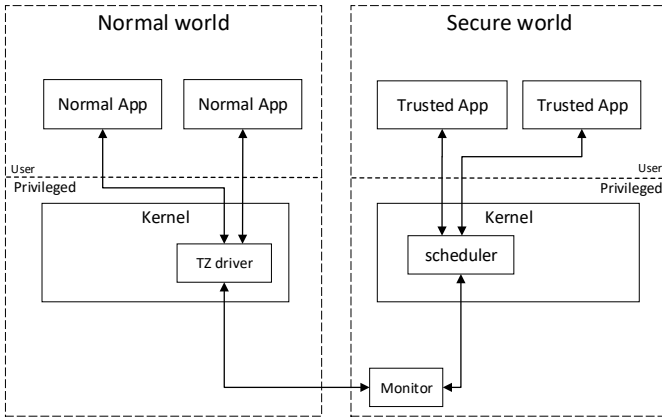 Normal world
Secure world
Normal App
Normal App
Trusted App
Trusted App
User
User
Privileged
Privileged
Kernel
Kernel
TZ driver
scheduler
Monitor